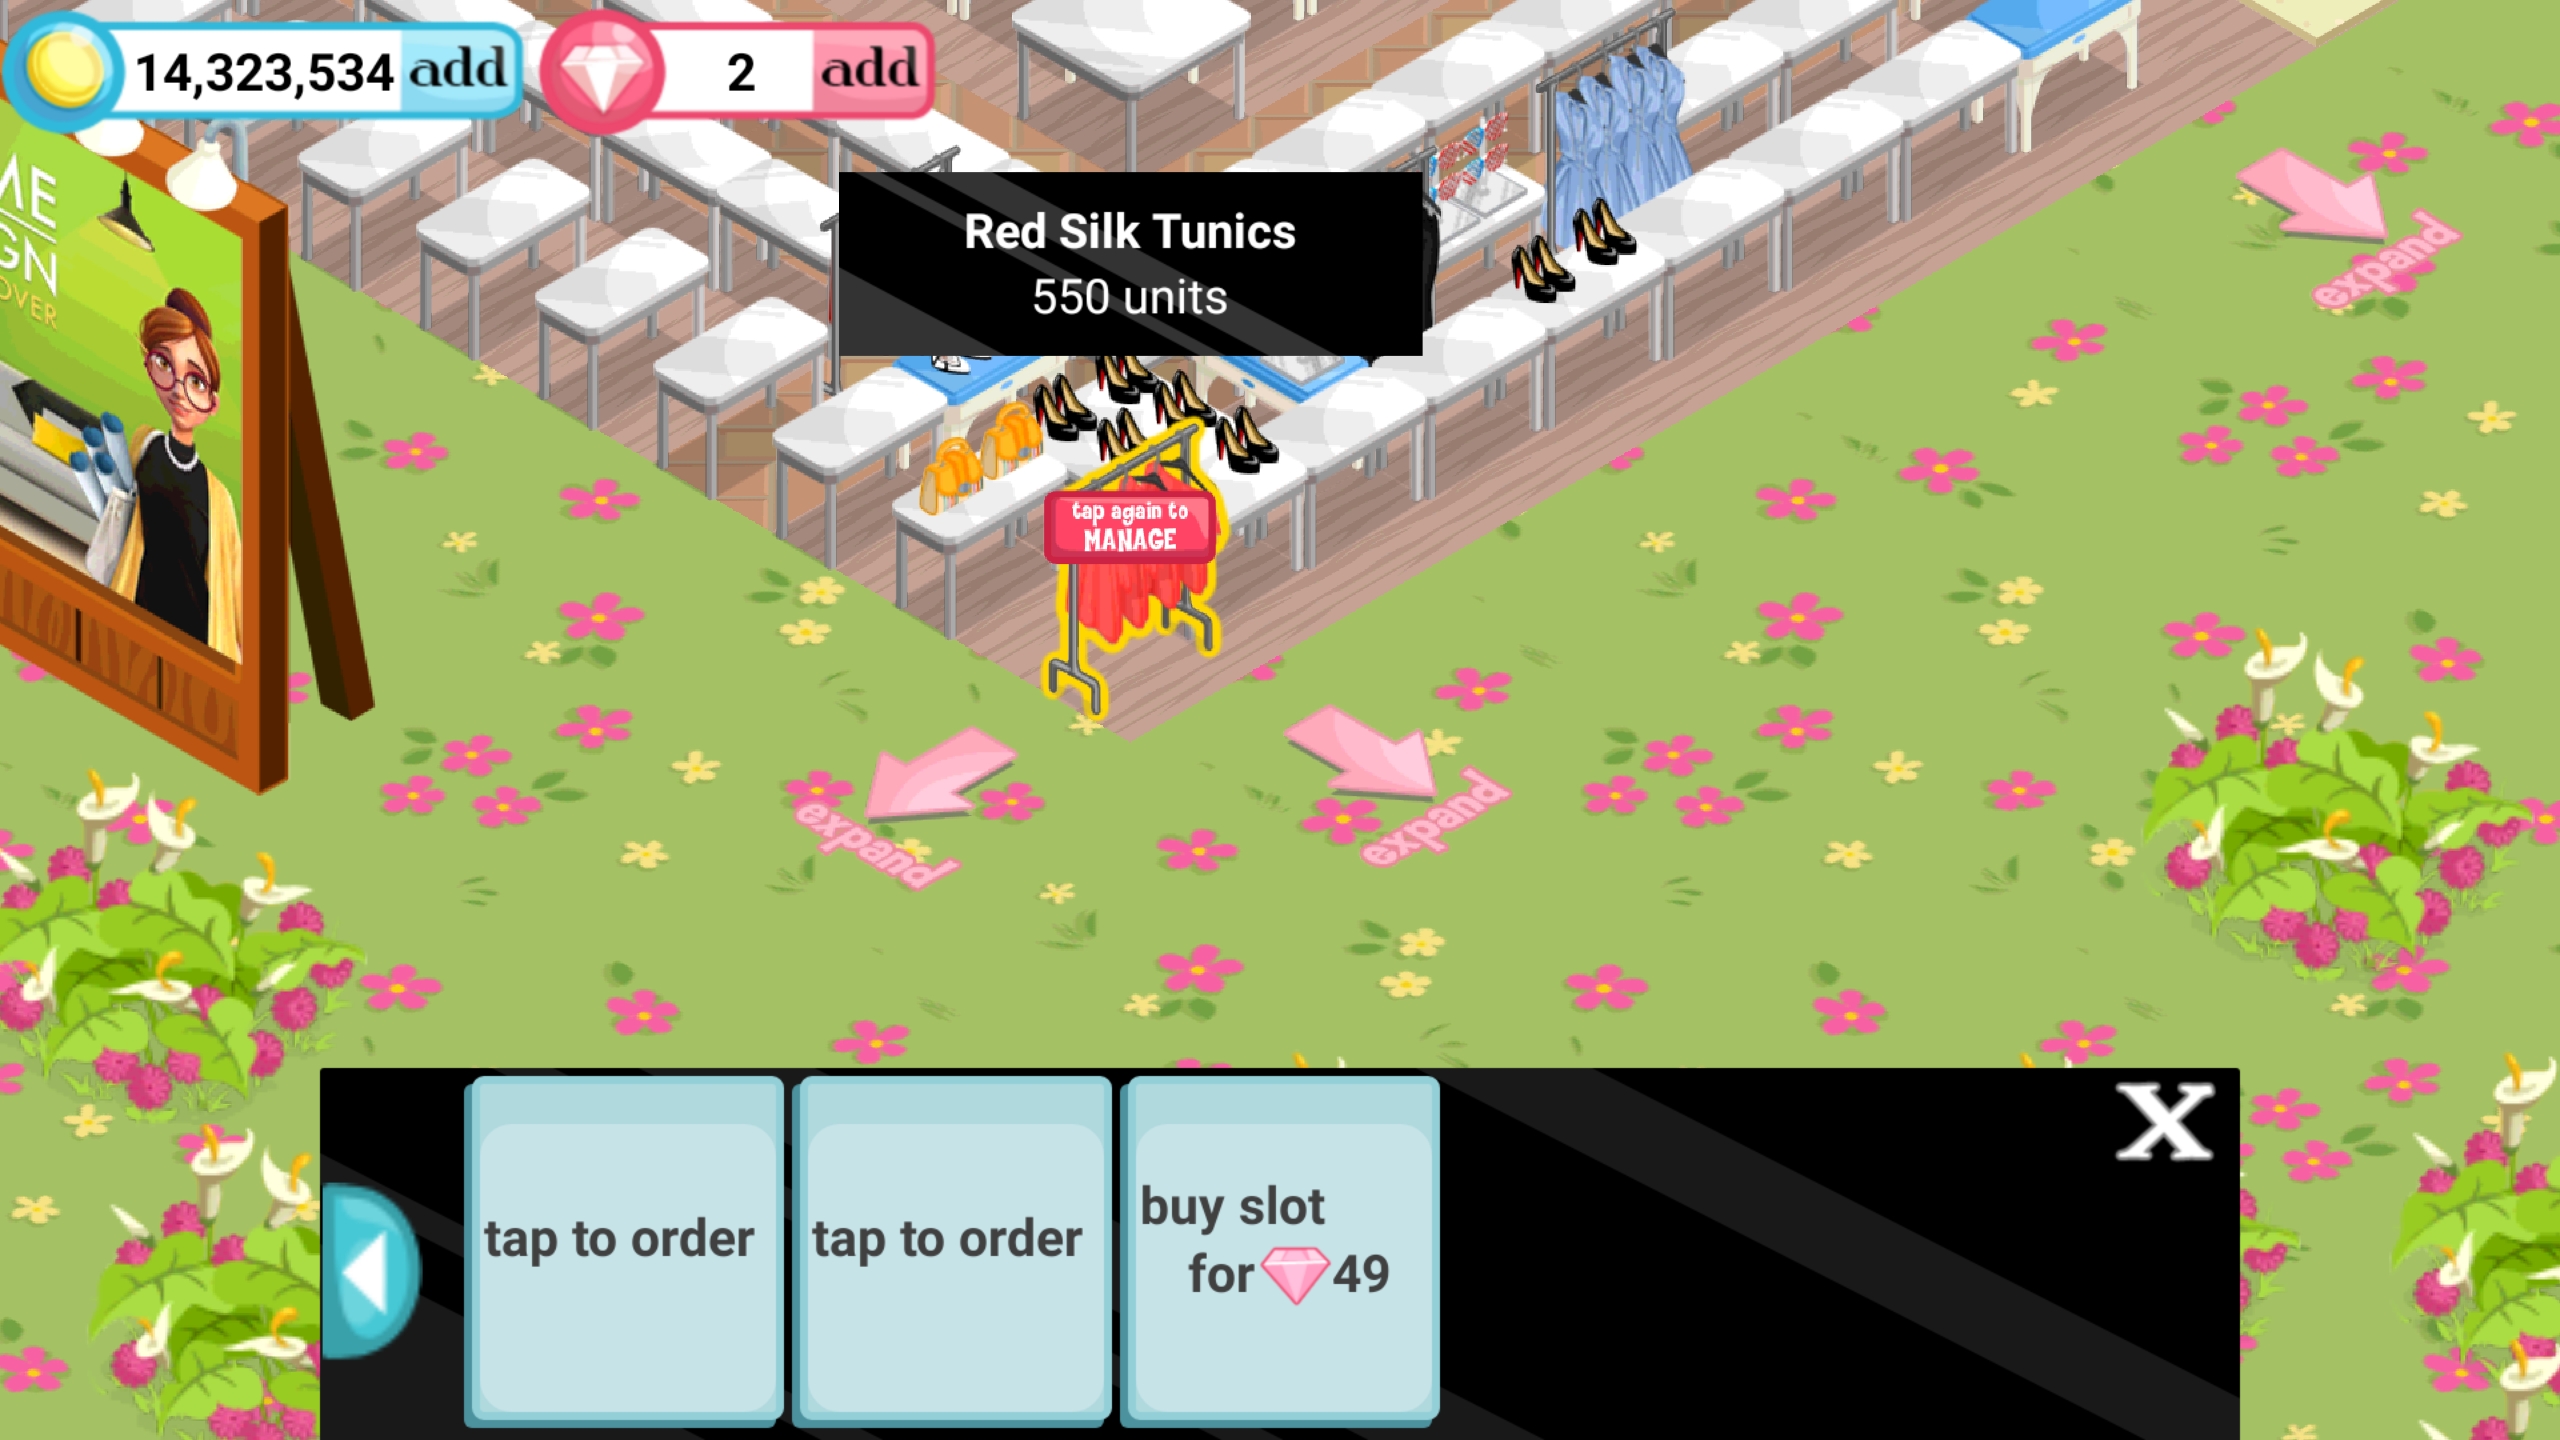 14,323,534 add
2 add
Red Silk Tunics
550 units
tap again to
MANAGE
expand
expand
expand
tap to order
tap to order
buy slot
for 49
X